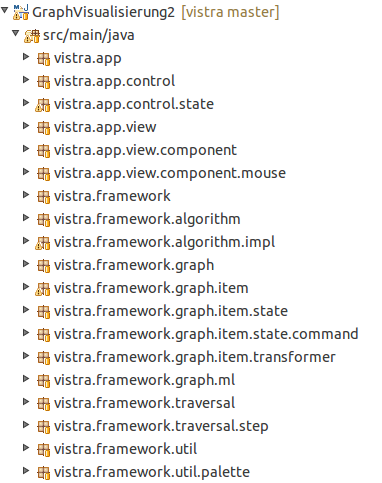 GraphVisualisierung2 [vistra master]
src/main/java
vistra.app
vistra.app.control
vistra.app.control.state
vistra.app.view
vistra.app.view.component
vistra.app.view.component.mouse
vistra.framework
vistra.framework.algorithm
vistra.framework.algorithm.impl
vistra.framework.graph
vistra.framework.graph.item
vistra.framework.graph.item.state
vistra.framework.graph.item.state.command
vistra.framework.graph.item.transformer
vistra.framework.graph.ml
vistra.framework.traversal
vistra.framework.traversal.step
vistra.framework.util
vistra.framework.util.palette